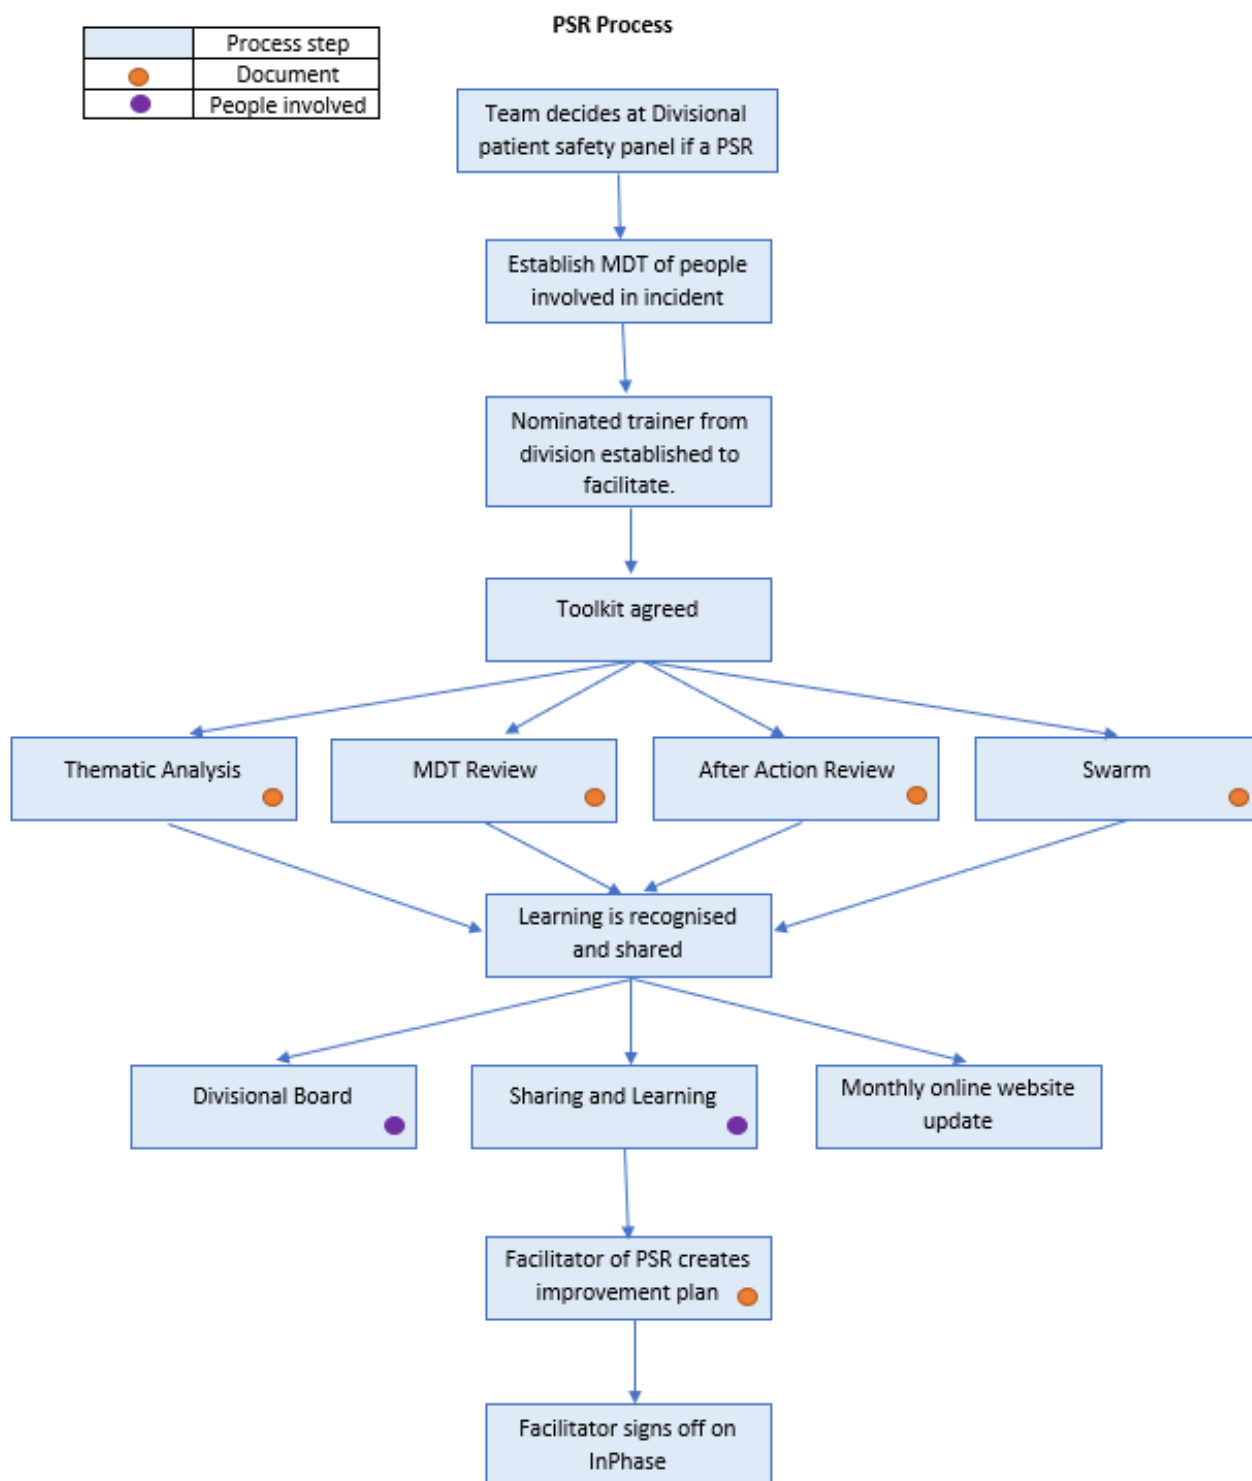 PSR Process
Process step
Document
People involved
Team decides at Divisional
patient safety panel if a PSR
Establish MDT of people
involved in incident
Nominated trainer from
division established to
facilitate.
Toolkit agreed
Thematic Analysis
MDT Review
After Action Review
Swarm
Learning is recognised
and shared
Divisional Board
Sharing and Learning
Monthly online website
update
Facilitator of PSR creates
improvement plan
Facilitator signs off on
InPhase